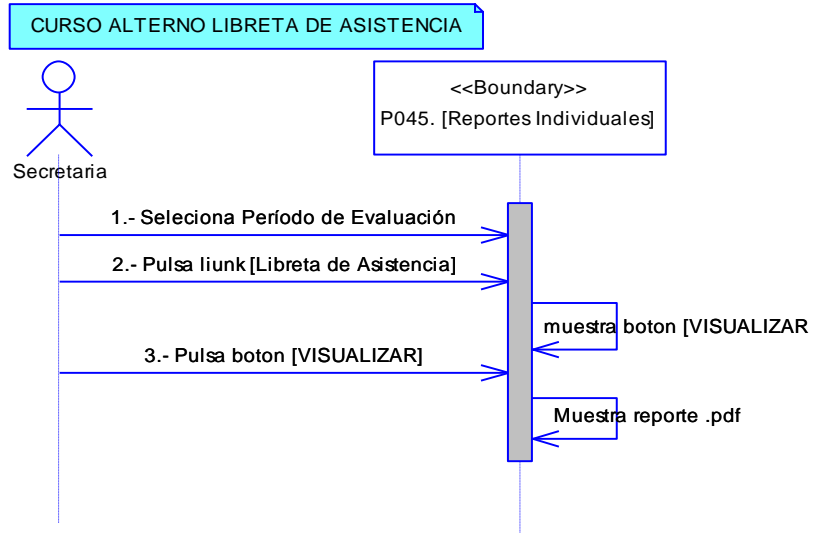 CURSO ALTERNO LIBRETA DE ASISTENCIA
<<Boundary>>
P045. [Reportes Individuales]
Secretaria
1.- Seleciona Período de Evaluación
2.- Pulsa liunk [Libreta de Asistencia]
muestra boton [VISUALIZAR
3.- Pulsa boton [VISUALIZAR]
Muestra reporte .pdf